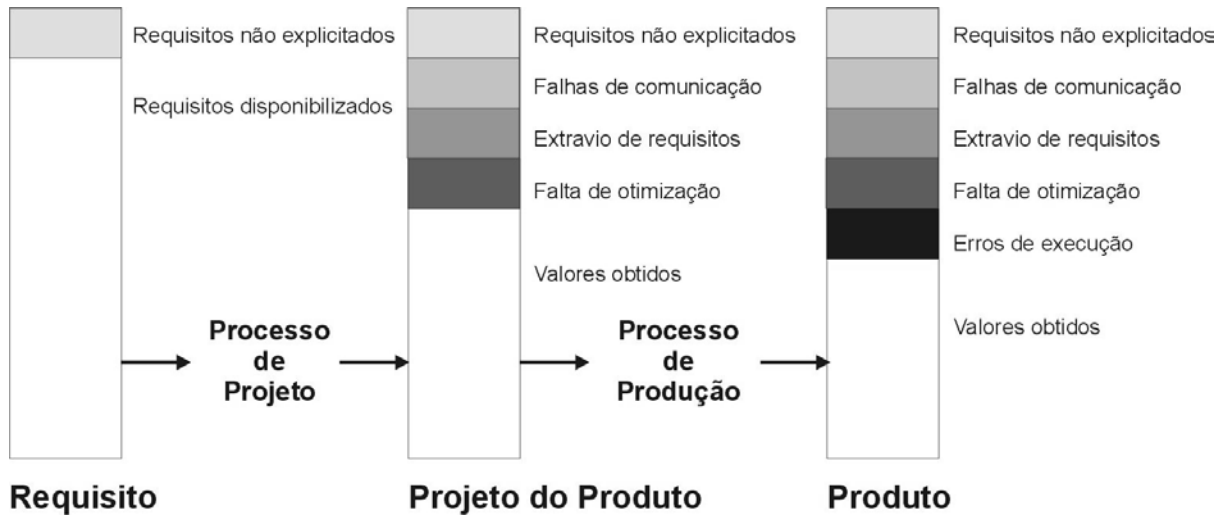 Requisitos não explicitados
Requisitos disponibilizados
Requisito
Processo
de
Projeto
Requisitos não explicitados
Falhas de comunicação
Extravio de requisitos
Falta de otimização
Valores obtidos
Projeto do Produto
Processo
de
Produção
Requisitos não explicitados
Falhas de comunicação
Extravio de requisitos
Falta de otimização
Erros de execução
Valores obtidos
Produto